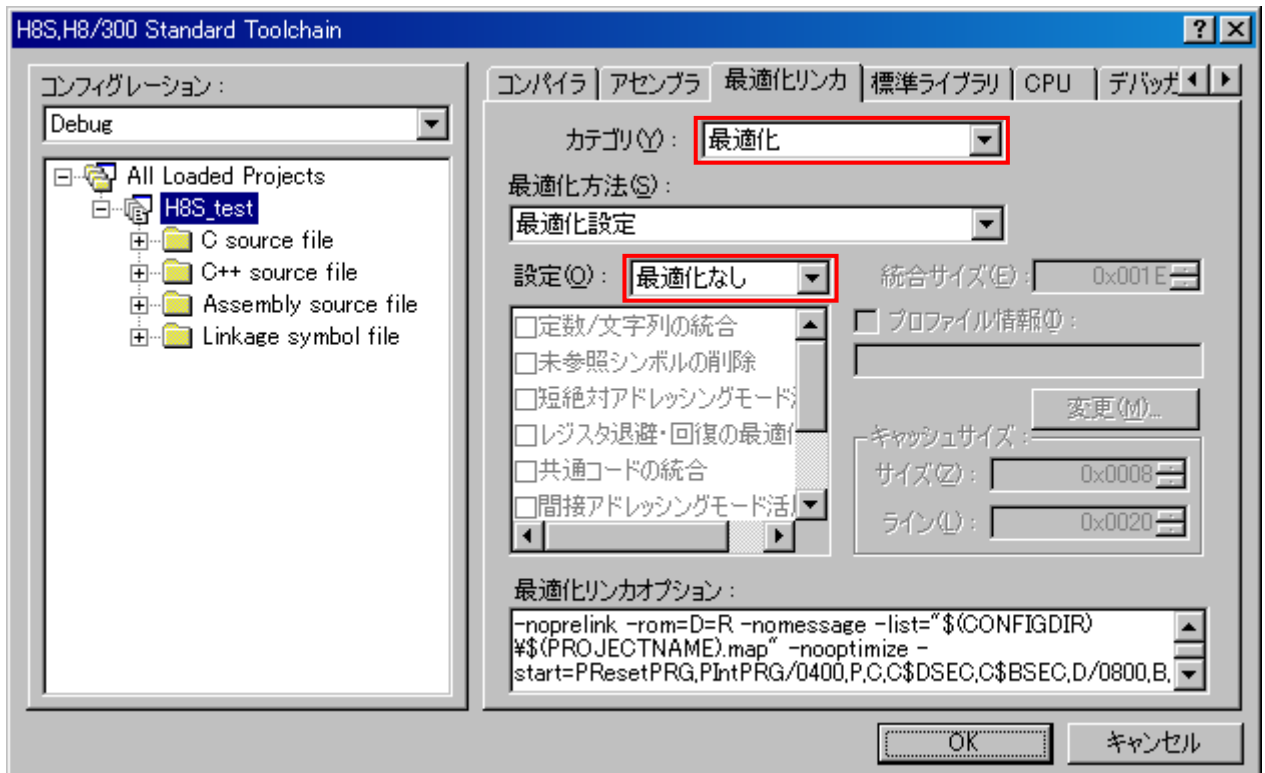 H8S,H8/300 Standard Toolchain
コンフィグレーション :
Debug
All Loaded Projects
H8S_test
C source file
C++ source file
Assembly source file
Linkage symbol file
コンパイラ アセンブラ 最適化リンカ 標準ライブラリ CPU デバッガ
カテゴリ(Y) : 最適化
最適化方法(S) :
最適化設定
設定(O) : 最適化なし
定数/文字列の統合
未参照シンボルの削除
短絶対アドレッシングモード
レジスタ退避・回復の最適化
共通コードの統合
間接アドレッシングモード活
統合サイズ(E) : 0x001E
プロファイル情報(I) :
変更(M)...
キャッシュサイズ :
サイズ(Z) : 0x0008
ライン(L) : 0x0020
最適化リンカオプション :
-noprelink -rom=D=R -nomessage -list="$(CONFIGDIR)
¥$(PROJECTNAME).map" -nooptimize -
start=PResetPRG,PIntPRG/0400,P,C,C$DSEC,C$BSEC,D/0800,B,
OK キャンセル